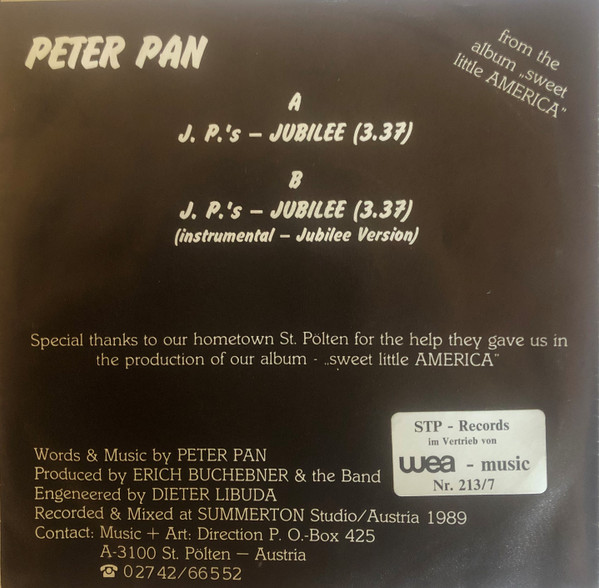 PETER PAN
from the
album „sweet
little AMERICA"
A
J. P.'s – JUBILEE (3.37)
B
J. P.'s – JUBILEE (3.37)
(instrumental – Jubilee Version)
Special thanks to our hometown St. Pölten for the help they gave us in
the production of our album - „sweet little AMERICA"
STP - Records
im Vertrieb von
wea - music
Nr. 213/7
Words & Music by PETER PAN
Produced by ERICH BUCHEBNER & the Band
Engeneered by DIETER LIBUDA
Recorded & Mixed at SUMMERTON Studio/Austria 1989
Contact: Music + Art: Direction P. O.-Box 425
A-3100 St. Pölten – Austria
☎ 02742/66552